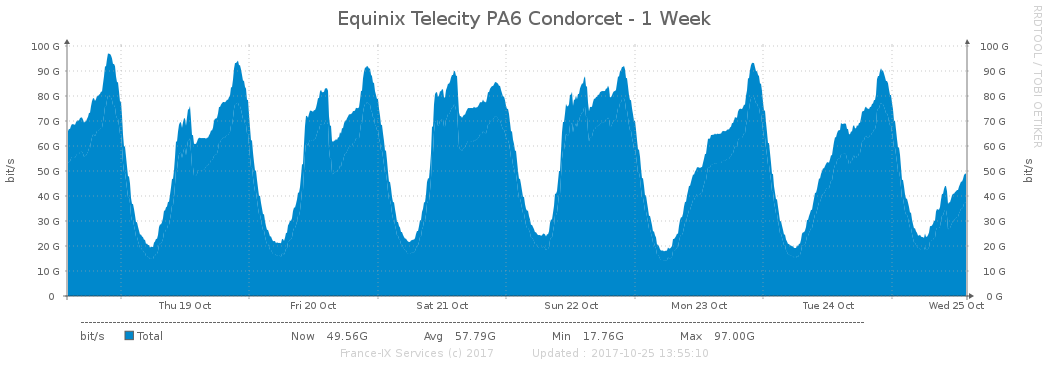 Equinix Telecity PA6 Condorcet - 1 Week
RRDTOOL / TOBI OETIKER
100 G 100 G
90 G 90 G
80 G 80 G
70 G 70 G
60 G 60 G
50 G 50 G
40 G 40 G
30 G 30 G
20 G 20 G
10 G 10 G
0 0 G
bit/s
bit/s
Thu 19 Oct Fri 20 Oct Sat 21 Oct Sun 22 Oct Mon 23 Oct Tue 24 Oct Wed 25 Oct
bit/s Total Now 49.56G Avg 57.79G Min 17.76G Max 97.00G
France-IX Services (c) 2017 Updated : 2017-10-25 13:55:10